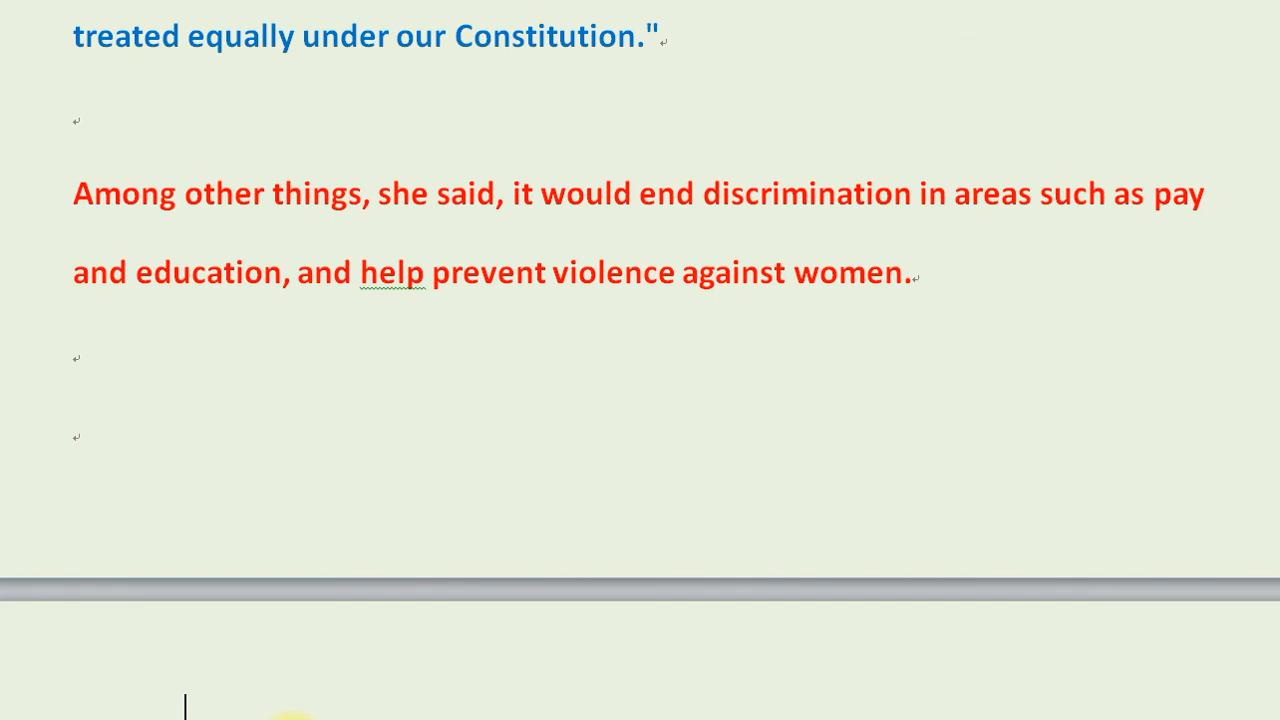 treated equally under our Constitution."
Among other things, she said, it would end discrimination in areas such as pay
and education, and help prevent violence against women.